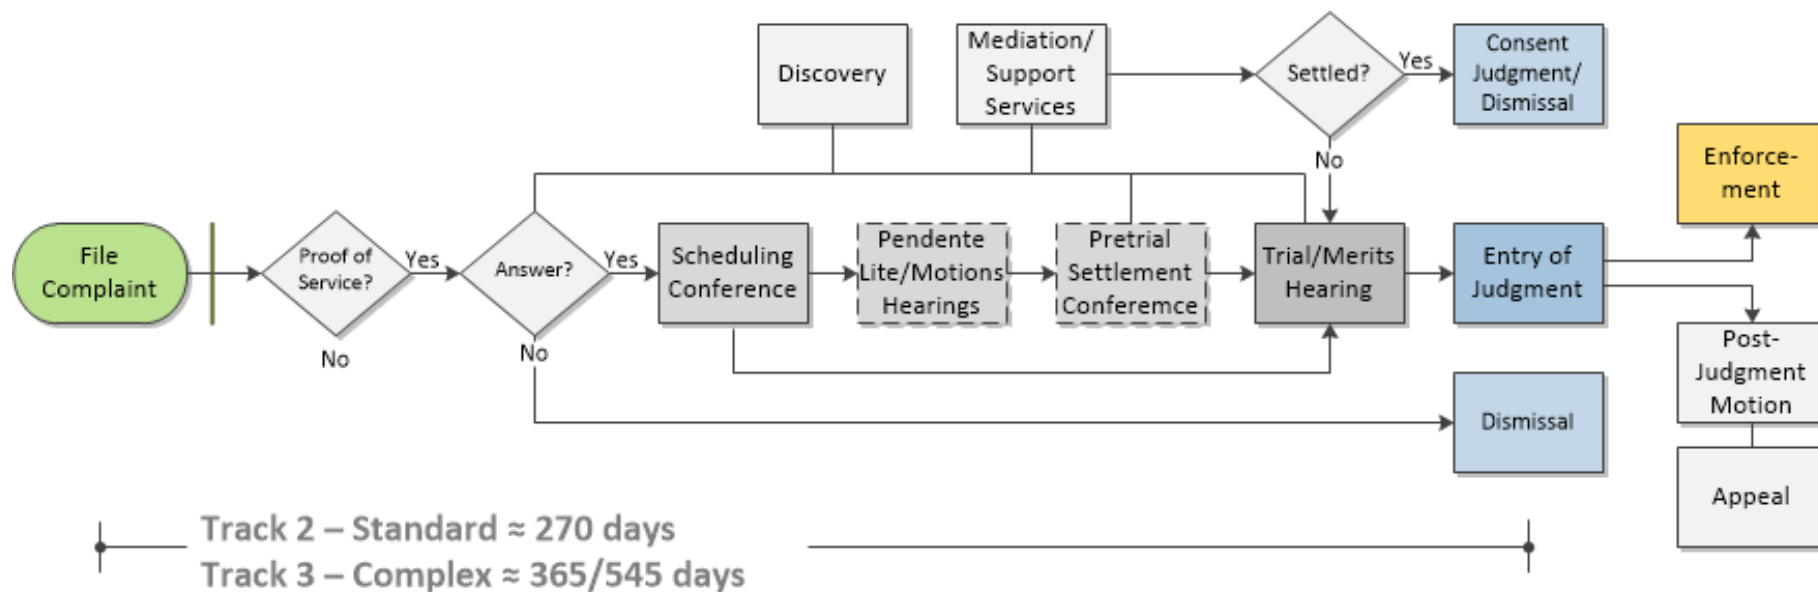 Discovery
Mediation/
Support
Services
Settled?
Yes
Consent
Judgment/
Dismissal
No
Enforce-
ment
File
Complaint
Proof of
Service?
Yes
No
Answer?
Yes
No
Scheduling
Conference
Pendente
Lite/Motions
Hearings
Pretrial
Settlement
Conferemce
Trial/Merits
Hearing
Entry of
Judgment
Post-
Judgment
Motion
Dismissal
Appeal
Track 2 – Standard ≈ 270 days
Track 3 – Complex ≈ 365/545 days